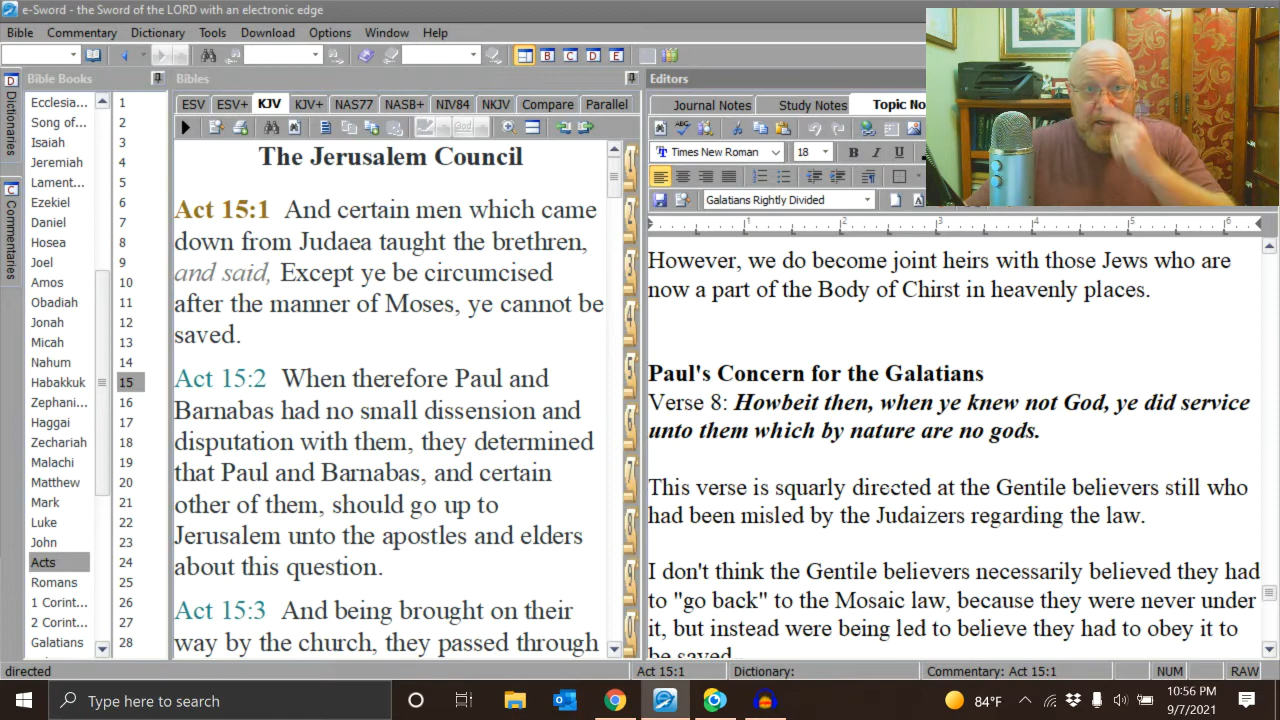 e-Sword - the Sword of the LORD with an electronic edge
Bible Commentary Dictionary Tools Download Options Window Help
Bible Books
Bibles
Editors
Dictionaries
Commentaries
ESV ESV+ KJV KJV+ NAS77 NASB+ NIV84 NKJV Compare Parallel
Journal Notes Study Notes Topic No
Times New Roman 18 B I U
Galatians Rightly Divided
1 2 3 4 5 6
Ecclesia... 1
Song of... 2
Isaiah 3
Jeremiah 4
Lament... 5
Ezekiel 6
Daniel 7
Hosea 8
Joel 9
Amos 10
Obadiah 11
Jonah 12
Micah 13
Nahum 14
Habakkuk 15
Zephani... 16
Haggai 17
Zechariah 18
Malachi 19
Matthew 20
Mark 21
Luke 22
John 23
Acts 24
Romans 25
1 Corint... 26
2 Corint... 27
Galatians 28
The Jerusalem Council
Act 15:1 And certain men which came
down from Judaea taught the brethren,
and said, Except ye be circumcised
after the manner of Moses, ye cannot be
saved.
Act 15:2 When therefore Paul and
Barnabas had no small dissension and
disputation with them, they determined
that Paul and Barnabas, and certain
other of them, should go up to
Jerusalem unto the apostles and elders
about this question.
Act 15:3 And being brought on their
way by the church, they passed through
However, we do become joint heirs with those Jews who are
now a part of the Body of Chirst in heavenly places.
Paul's Concern for the Galatians
Verse 8: Howbeit then, when ye knew not God, ye did service
unto them which by nature are no gods.
This verse is squarly directed at the Gentile believers still who
had been misled by the Judaizers regarding the law.
I don't think the Gentile believers necessarily believed they had
to "go back" to the Mosaic law, because they were never under
it, but instead were being led to believe they had to obey it to
be saved
directed
Act 15:1 Dictionary: Commentary: Act 15:1 NUM RAW
Type here to search
84°F
10:56 PM
9/7/2021